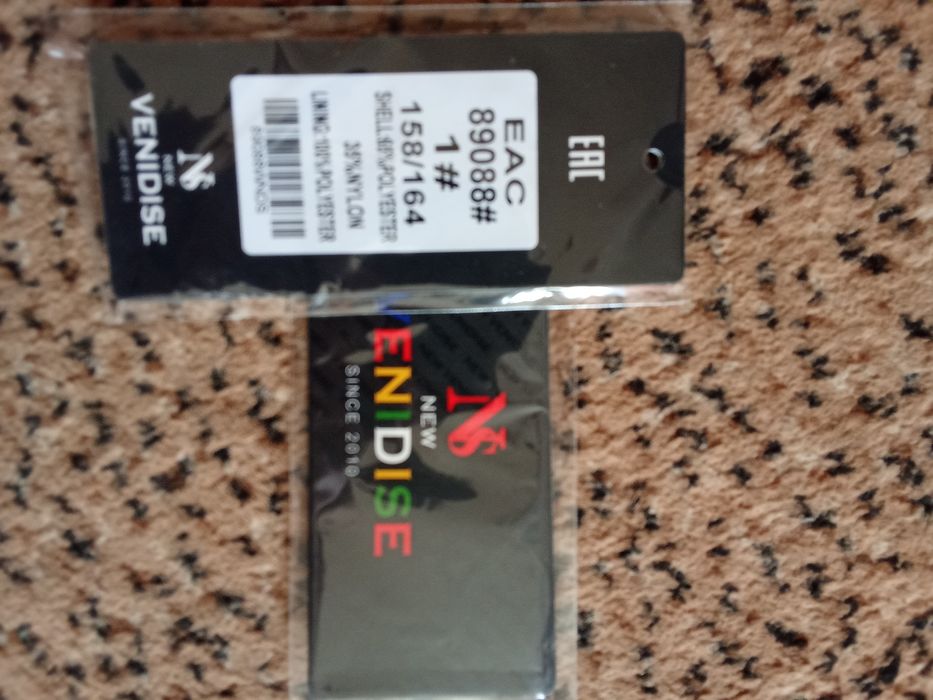 EAC
EAC
89088#
1#
158/164
SHELL:65%POLYESTER
35%NYLON
LINING:100%POLYESTER
NEW
VENIDISE
SINCE 2010
NEW
VENIDISE
SINCE 2010